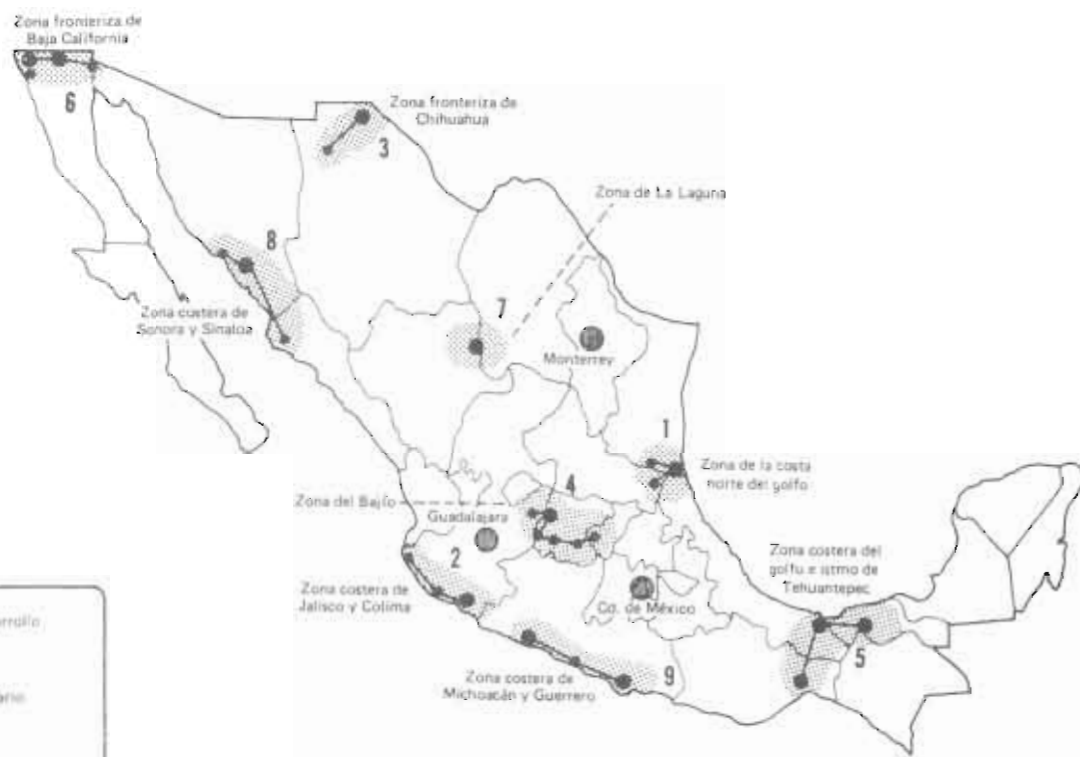 Zona fronteriza de
Baja California
6
Zona fronteriza de
Chihuahua
3
Zona de La Laguna
8
Zona costera de
Sonora y Sinaloa
7
Monterrey
1
Zona de la costa
norte del golfo
4
Zona del Bajío
Guadalajara
2
Zona costera de
Jalisco y Colima
Cd. de México
Zona costera del
golfo e istmo de
Tehuantepec
5
9
Zona costera de
Michoacán y Guerrero